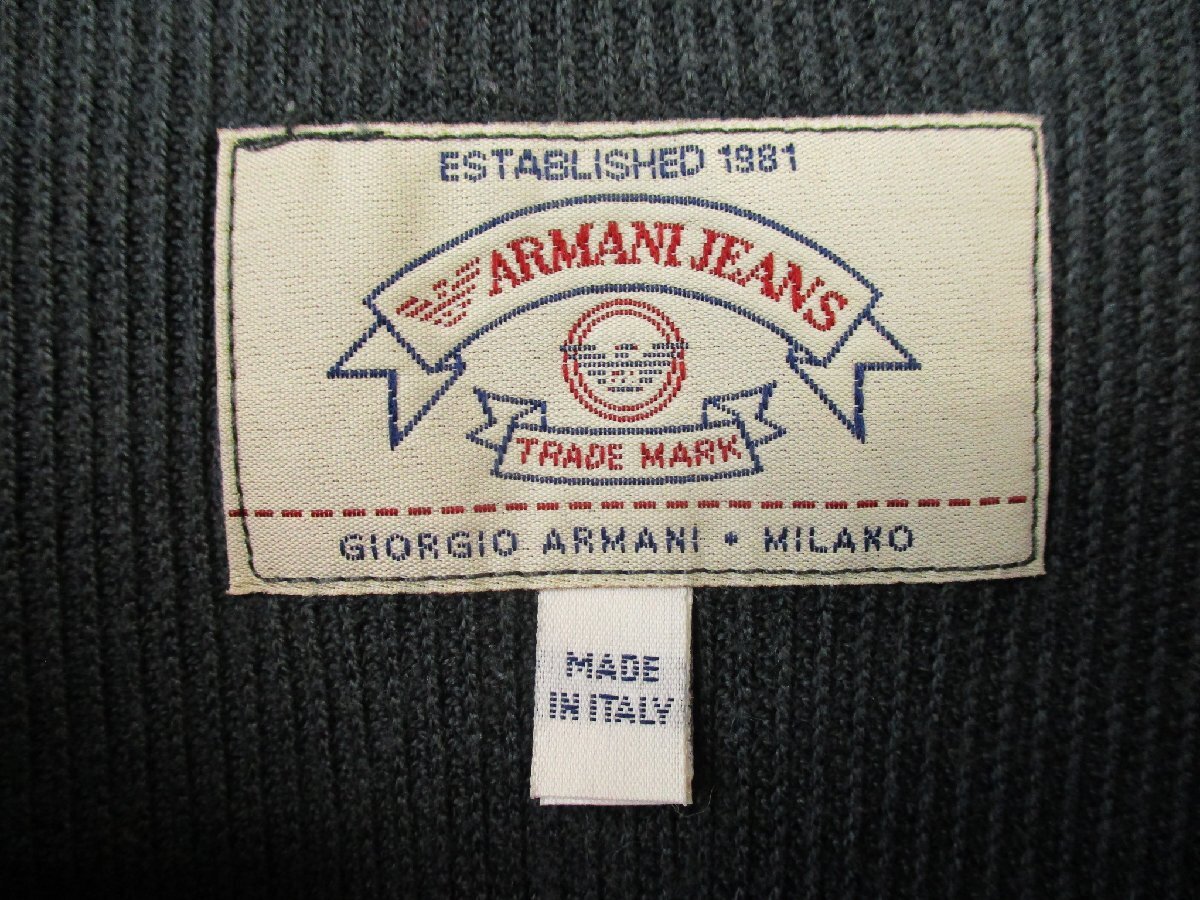 ESTABLISHED 1981
ARMANI JEANS
TRADE MARK
GIORGIO ARMANI • MILANO
MADE
IN ITALY